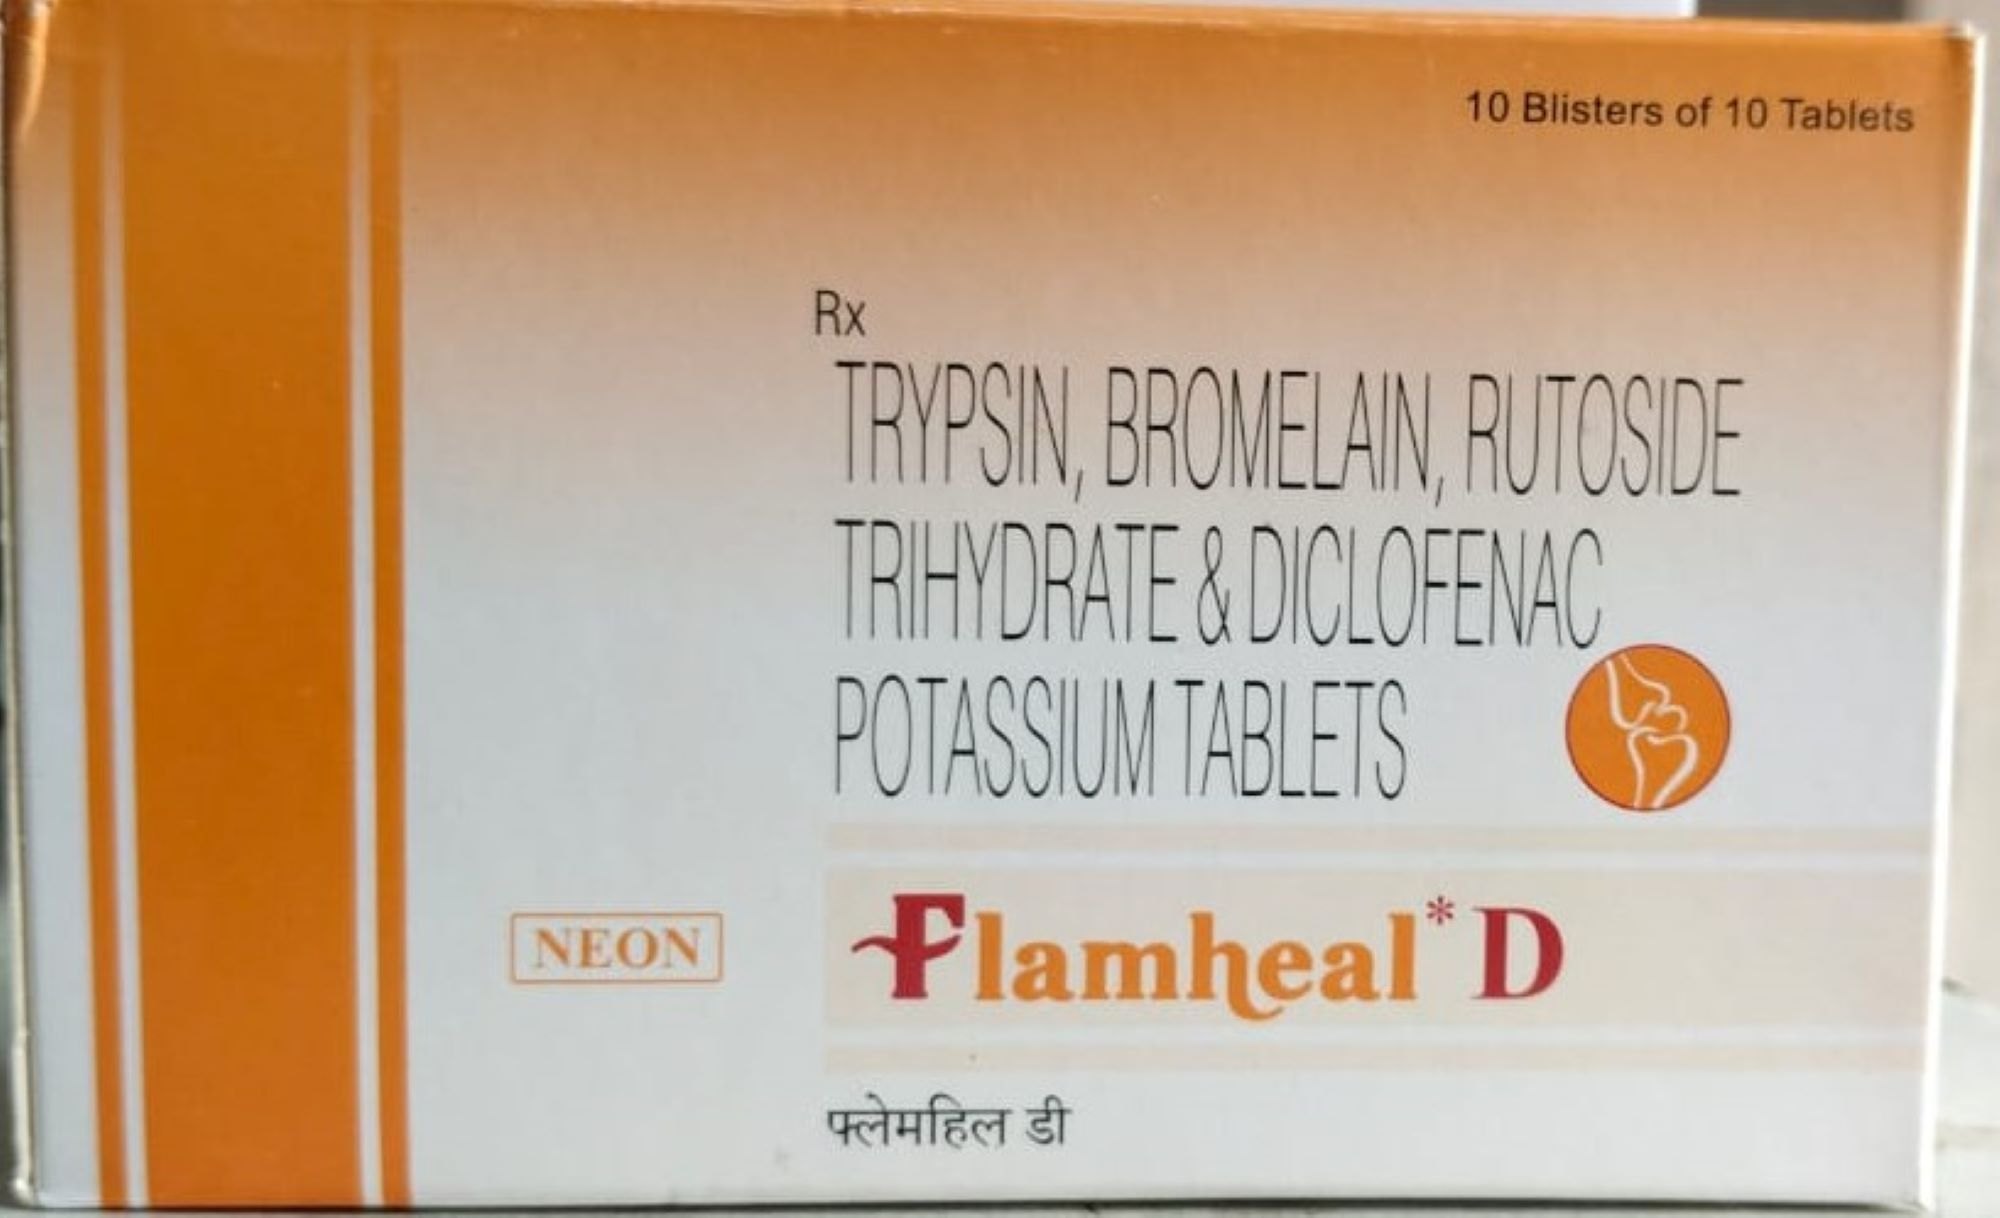 10 Blisters of 10 Tablets
Rx
TRYPSIN, BROMELAIN, RUTOSIDE
TRIHYDRATE & DICLOFENAC
POTASSIUM TABLETS
NEON
Flamheal* D
फ्लेमहिल डी